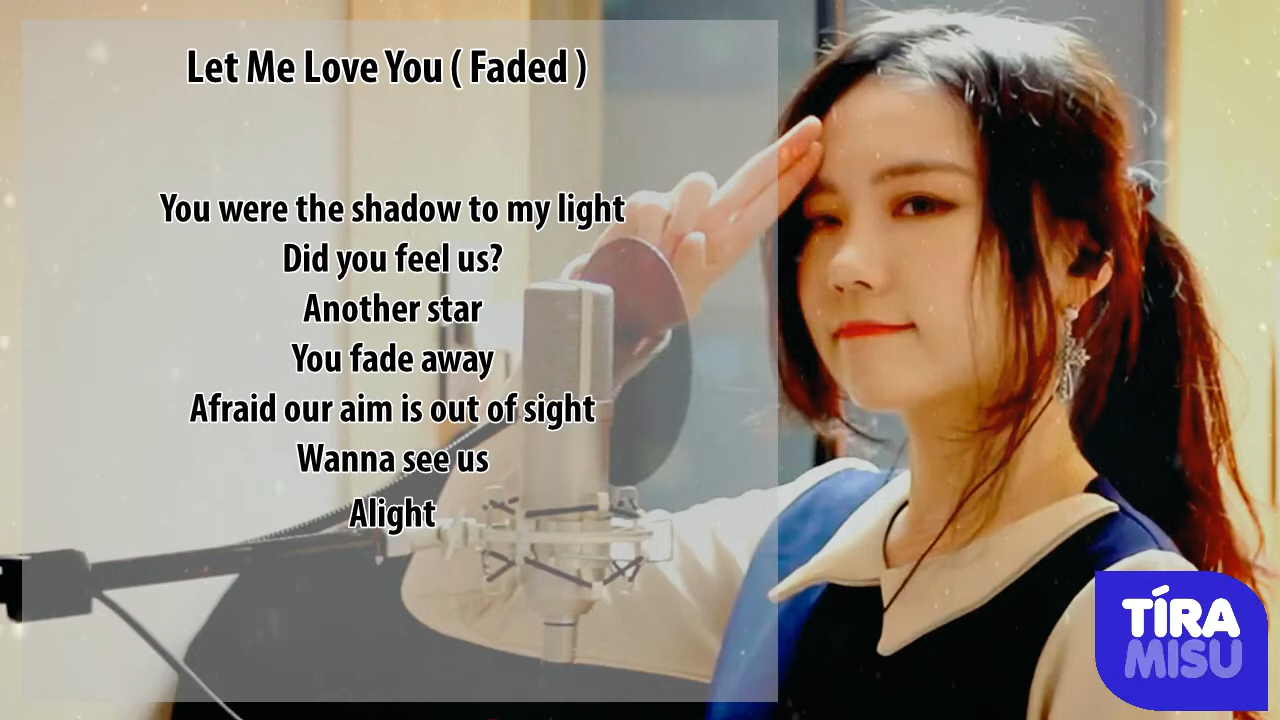 Let Me Love You ( Faded )
You were the shadow to my light
Did you feel us?
Another star
You fade away
Afraid our aim is out of sight
Wanna see us
Alight
TÍRA
MISU